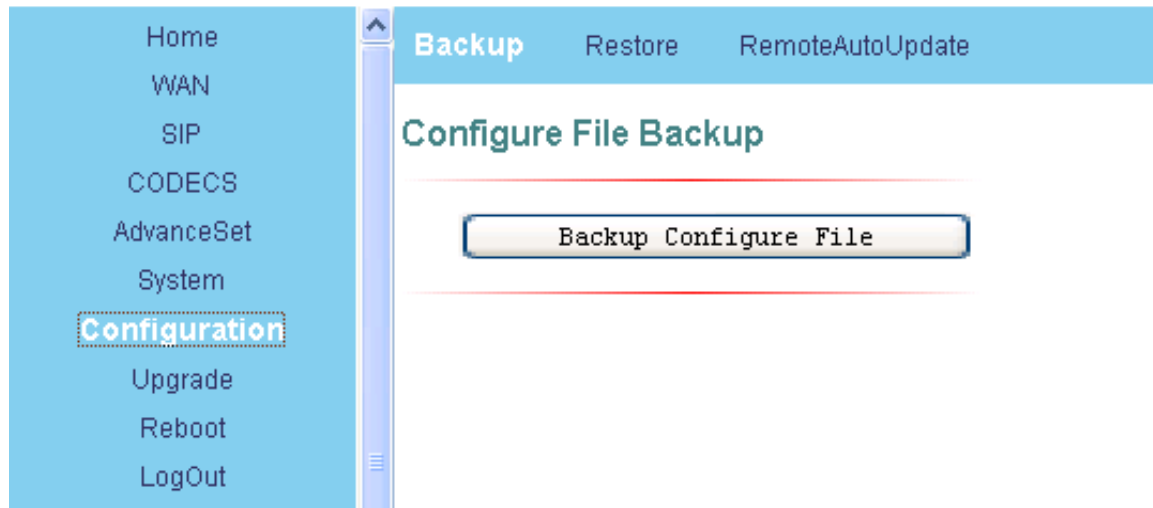 Home
WAN
SIP
CODECS
AdvanceSet
System
Configuration
Upgrade
Reboot
LogOut
Backup Restore RemoteAutoUpdate
Configure File Backup
Backup Configure File